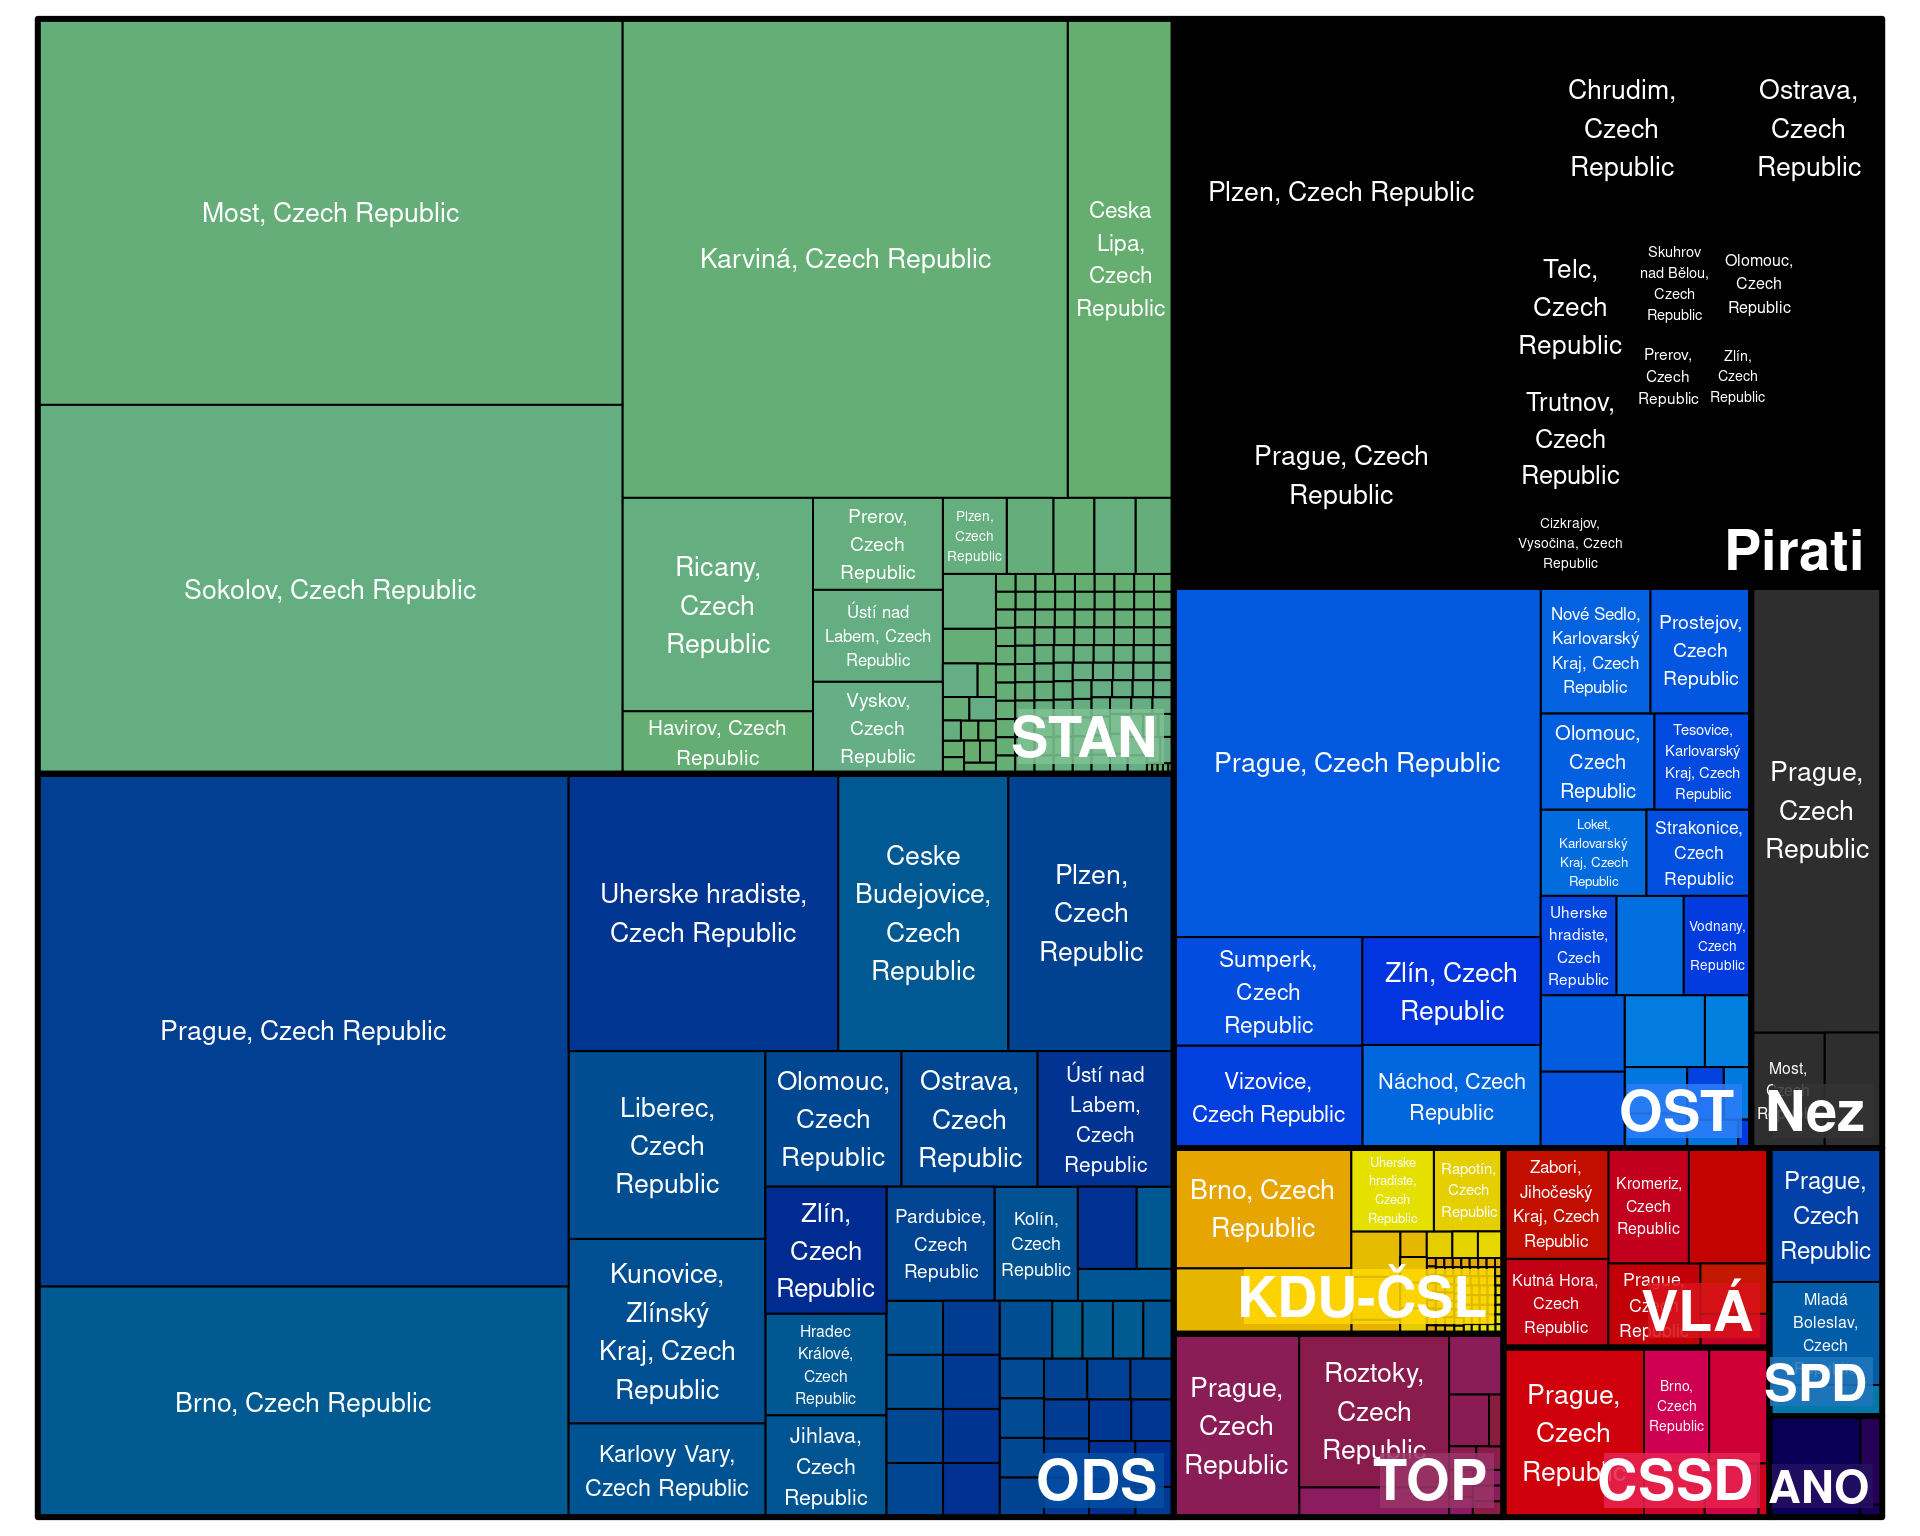 Most, Czech Republic
Sokolov, Czech Republic
Karviná, Czech Republic
Ceska
Lipa,
Czech
Republic
Ricany,
Czech
Republic
Havirov, Czech
Republic
Prerov,
Czech
Republic
Ústí nad
Labem, Czech
Republic
Vyskov,
Czech
Republic
Plzen,
Czech
Republic
STAN
Plzen, Czech Republic
Prague, Czech
Republic
Chrudim,
Czech
Republic
Ostrava,
Czech
Republic
Telc,
Czech
Republic
Skuhrov
nad Bělou,
Czech
Republic
Olomouc,
Czech
Republic
Prerov,
Czech
Republic
Zlín,
Czech
Republic
Trutnov,
Czech
Republic
Cizkrajov,
Vysočina, Czech
Republic
Pirati
Prague, Czech Republic
Brno, Czech Republic
Uherske hradiste,
Czech Republic
Ceske
Budejovice,
Czech
Republic
Plzen,
Czech
Republic
Liberec,
Czech
Republic
Kunovice,
Zlínský
Kraj, Czech
Republic
Karlovy Vary,
Czech Republic
Olomouc,
Czech
Republic
Ostrava,
Czech
Republic
Ústí nad
Labem,
Czech
Republic
Zlín,
Czech
Republic
Hradec
Králové,
Czech
Republic
Jihlava,
Czech
Republic
Pardubice,
Czech
Republic
Kolín,
Czech
Republic
ODS
Prague, Czech Republic
Sumperk,
Czech
Republic
Zlín, Czech
Republic
Vizovice,
Czech Republic
Náchod, Czech
Republic
Nové Sedlo,
Karlovarský
Kraj, Czech
Republic
Prostejov,
Czech
Republic
Olomouc,
Czech
Republic
Tesovice,
Karlovarský
Kraj, Czech
Republic
Loket,
Karlovarský
Kraj, Czech
Republic
Strakonice,
Czech
Republic
Uherske
hradiste,
Czech
Republic
Vodnany,
Czech
Republic
OST
Prague,
Czech
Republic
Most,
Czech
Nez
Brno, Czech
Republic
Uherske
hradiste,
Czech
Republic
Rapotín,
Czech
Republic
KDU-ČSL
Zabori,
Jihočeský
Kraj, Czech
Republic
Kromeriz,
Czech
Republic
Kutná Hora,
Czech
Republic
Prague,
Czech
Republic
VLÁ
Prague,
Czech
Republic
Mladá
Boleslav,
Czech
SPD
Prague,
Czech
Republic
Roztoky,
Czech
Republic
TOP
Prague,
Czech
Republic
Brno,
Czech
Republic
CSSD
ANO